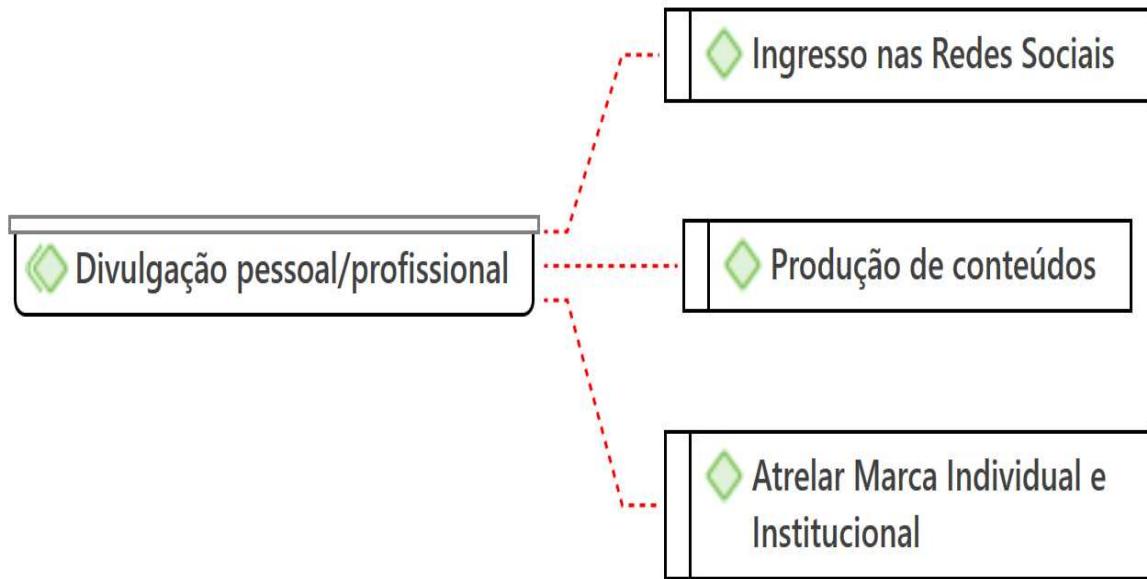 Ingresso nas Redes Sociais
Divulgação pessoal/profissional
Produção de conteúdos
Atrelar Marca Individual e
Institucional